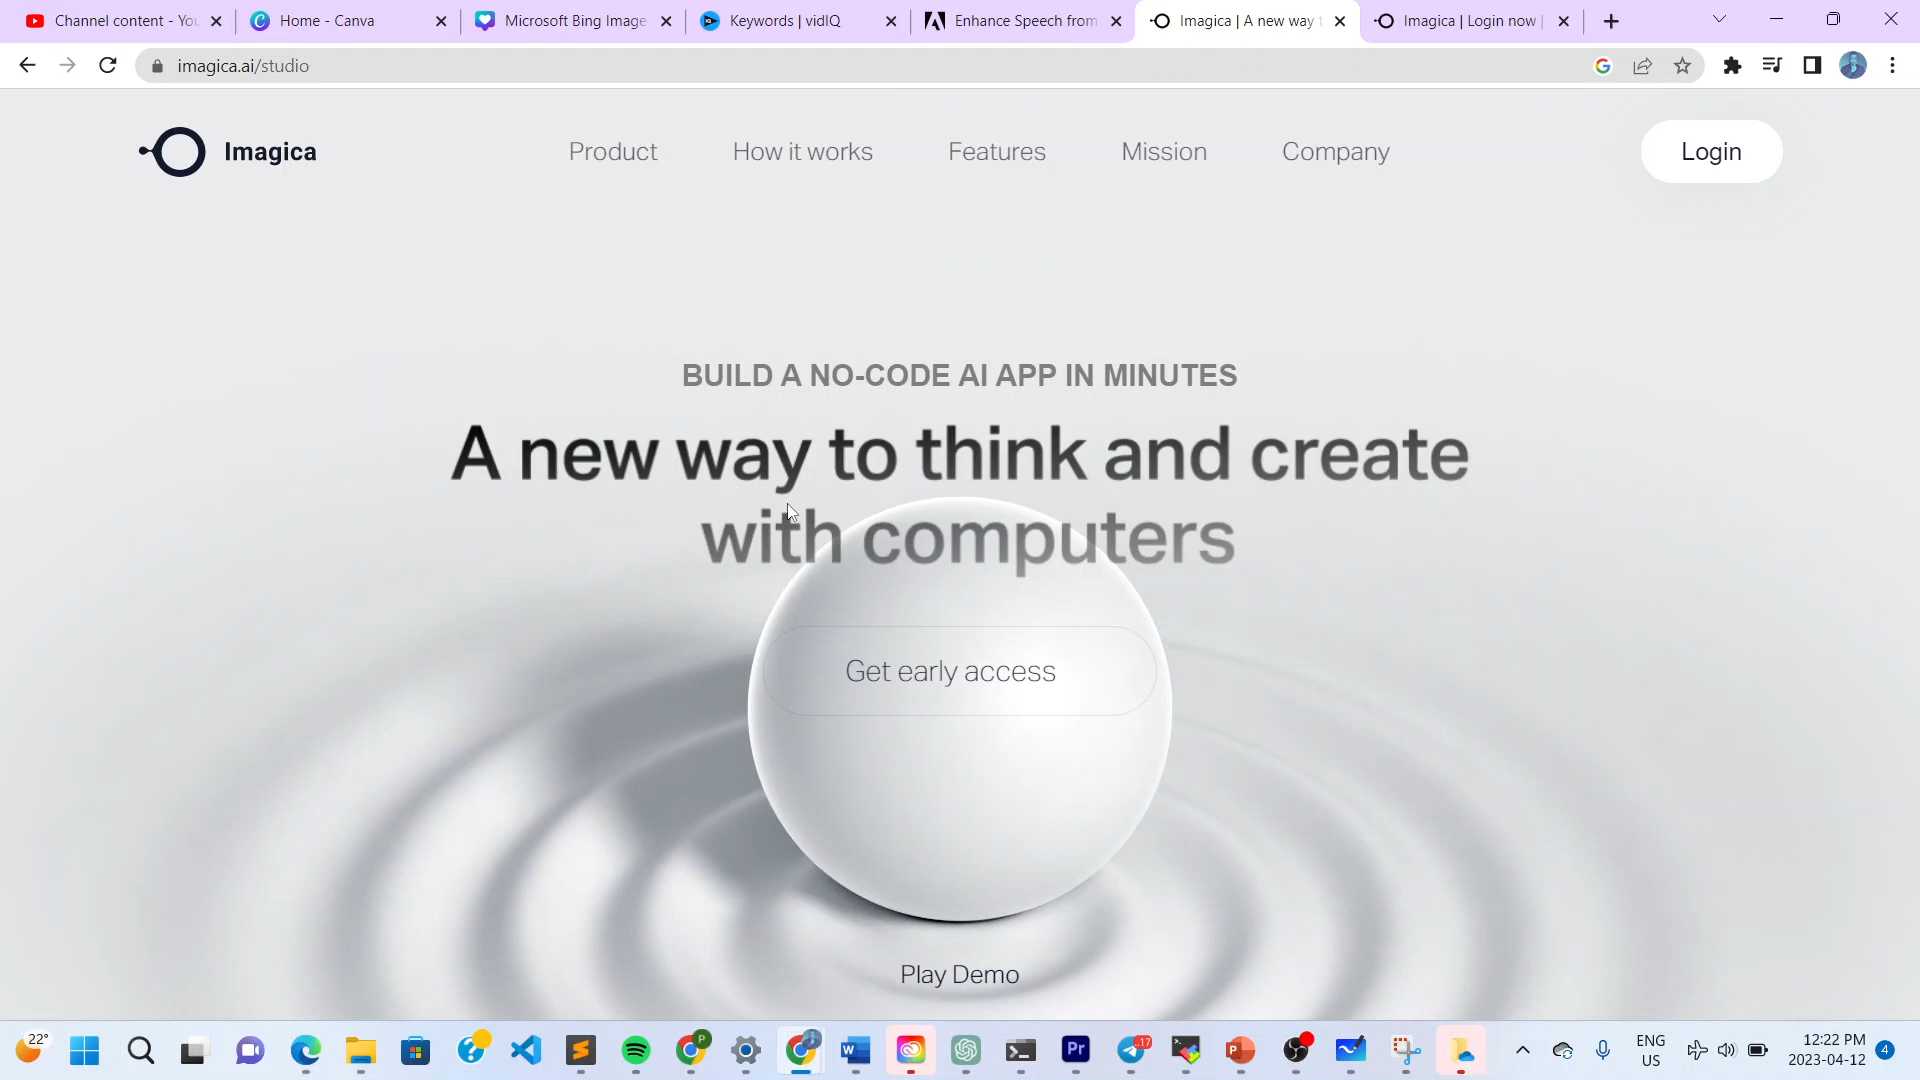 Channel content - You
Home - Canva
Microsoft Bing Image
Keywords | vidIQ
Enhance Speech from
Imagica | A new way t
Imagica | Login now |
imagica.ai/studio
Imagica
Product
How it works
Features
Mission
Company
Login
BUILD A NO-CODE AI APP IN MINUTES
A new way to think and create
with computers
Get early access
Play Demo
22°
..17
ENG
US
12:22 PM
2023-04-12
4